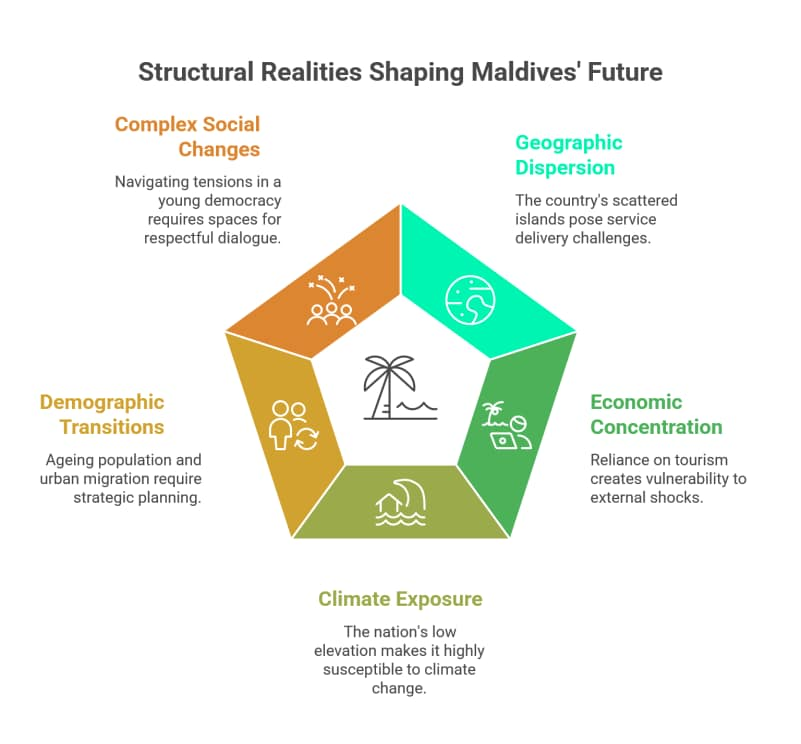 Structural Realities Shaping Maldives' Future
Complex Social
Changes
Navigating tensions in a
young democracy
requires spaces for
respectful dialogue.
Geographic
Dispersion
The country's scattered
islands pose service
delivery challenges.
Demographic
Transitions
Ageing population and
urban migration require
strategic planning.
Economic
Concentration
Reliance on tourism
creates vulnerability to
external shocks.
Climate Exposure
The nation's low
elevation makes it highly
susceptible to climate
change.